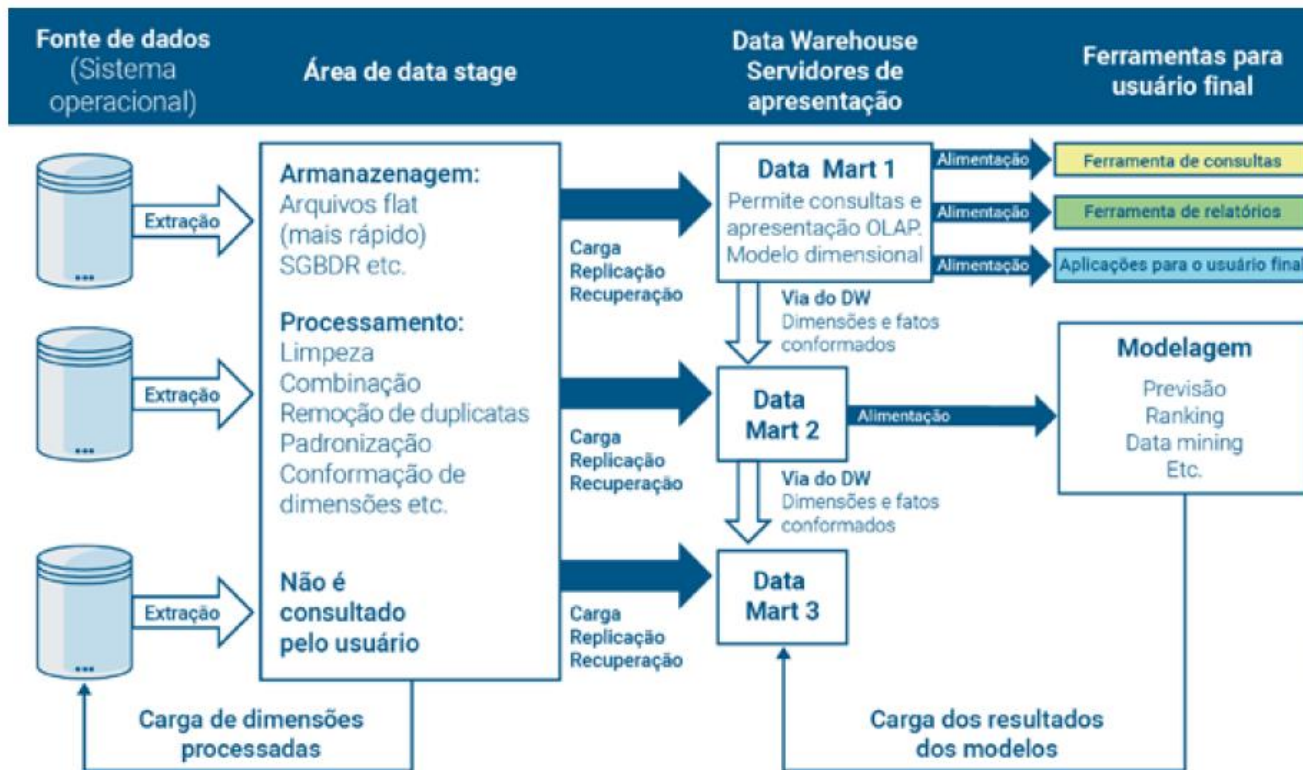 Fonte de dados
(Sistema
operacional)
Área de data stage
Data Warehouse
Servidores de
apresentação
Ferramentas para
usuário final
Extração
Extração
Extração
Armanazenagem:
Arquivos flat
(mais rápido)
SGBDR etc.
Processamento:
Limpeza
Combinação
Remoção de duplicatas
Padronização
Conformação de
dimensões etc.
Não é
consultado
pelo usuário
Carga
Replicação
Recuperação
Carga
Replicação
Recuperação
Carga
Replicação
Recuperação
Data Mart 1
Permite consultas e
apresentação OLAP.
Modelo dimensional
Via do DW
Dimensões e fatos
conformados
Data
Mart 2
Via do DW
Dimensões e fatos
conformados
Data
Mart 3
Alimentação
Alimentação
Alimentação
Alimentação
Ferramenta de consultas
Ferramenta de relatórios
Aplicações para o usuário final
Modelagem
Previsão
Ranking
Data mining
Etc.
Carga de dimensões
processadas
Carga dos resultados
dos modelos